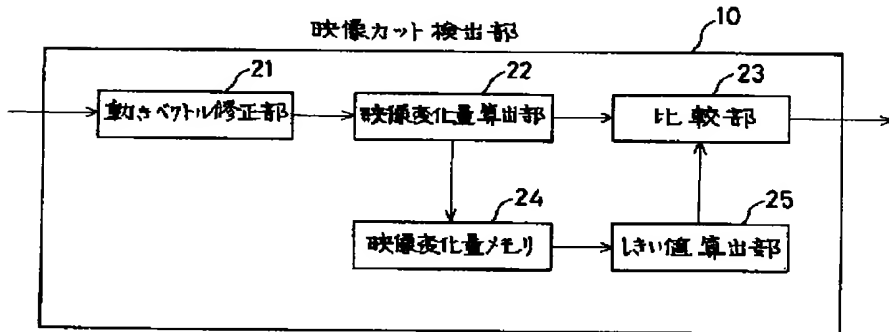 映像カット検出部
10
21
22
23
動きベクトル修正部
映像変化量算出部
比較部
24
25
映像変化量メモリ
しきい値算出部